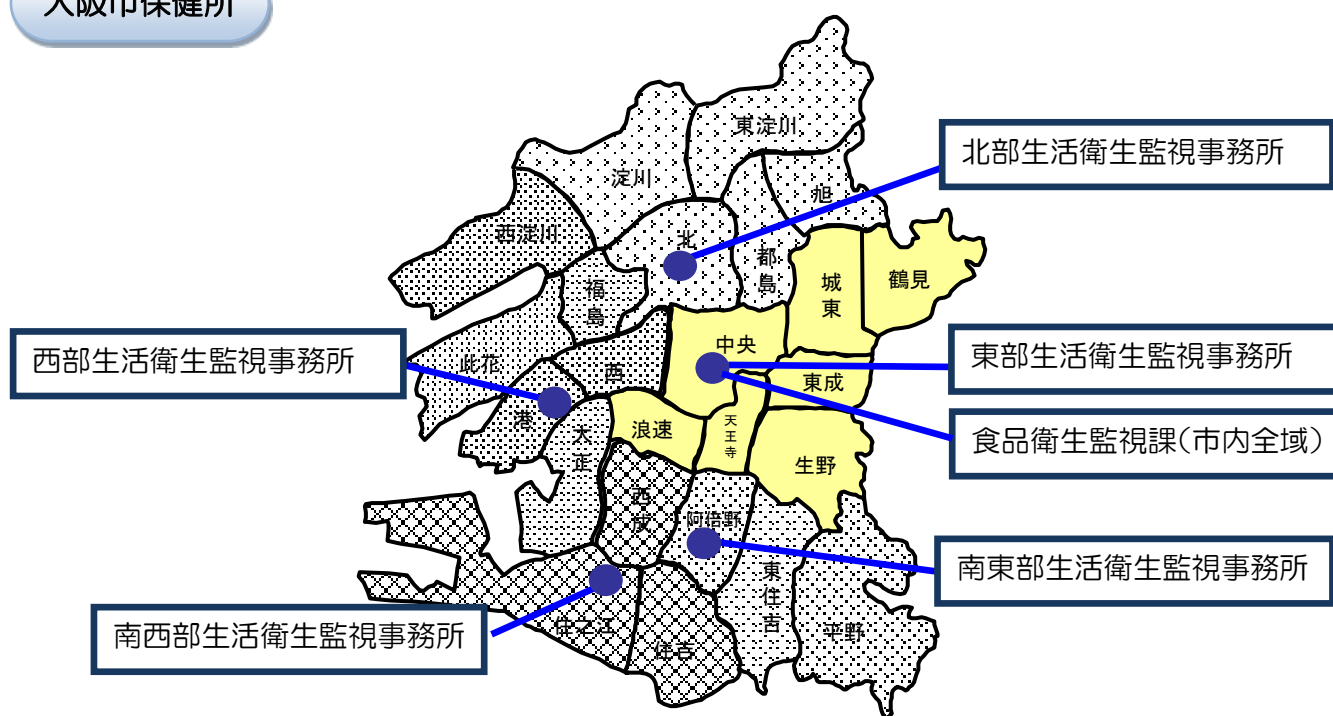 大阪市保健所
東淀川
北部生活衛生監視事務所
淀川
旭
西淀川
北
都島
福島
城東
鶴見
西部生活衛生監視事務所
此花
西
中央
東部生活衛生監視事務所
東成
港
大正
浪速
天王寺
食品衛生監視課(市内全域)
生野
西成
阿倍野
南東部生活衛生監視事務所
東住吉
南西部生活衛生監視事務所
住之江
住吉
平野